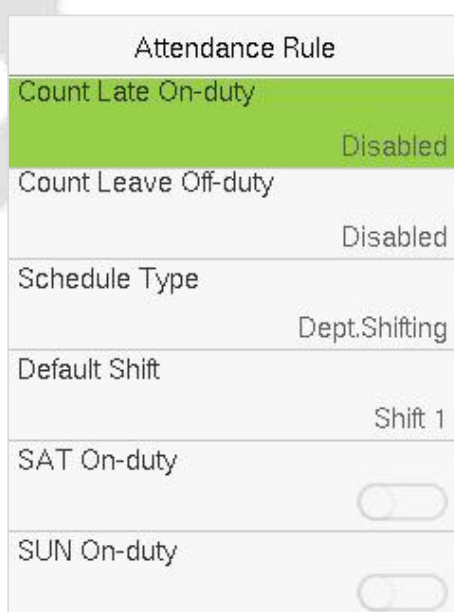 Attendance Rule
Count Late On-duty
Disabled
Count Leave Off-duty
Disabled
Schedule Type
Dept.Shifting
Default Shift
Shift 1
SAT On-duty
SUN On-duty